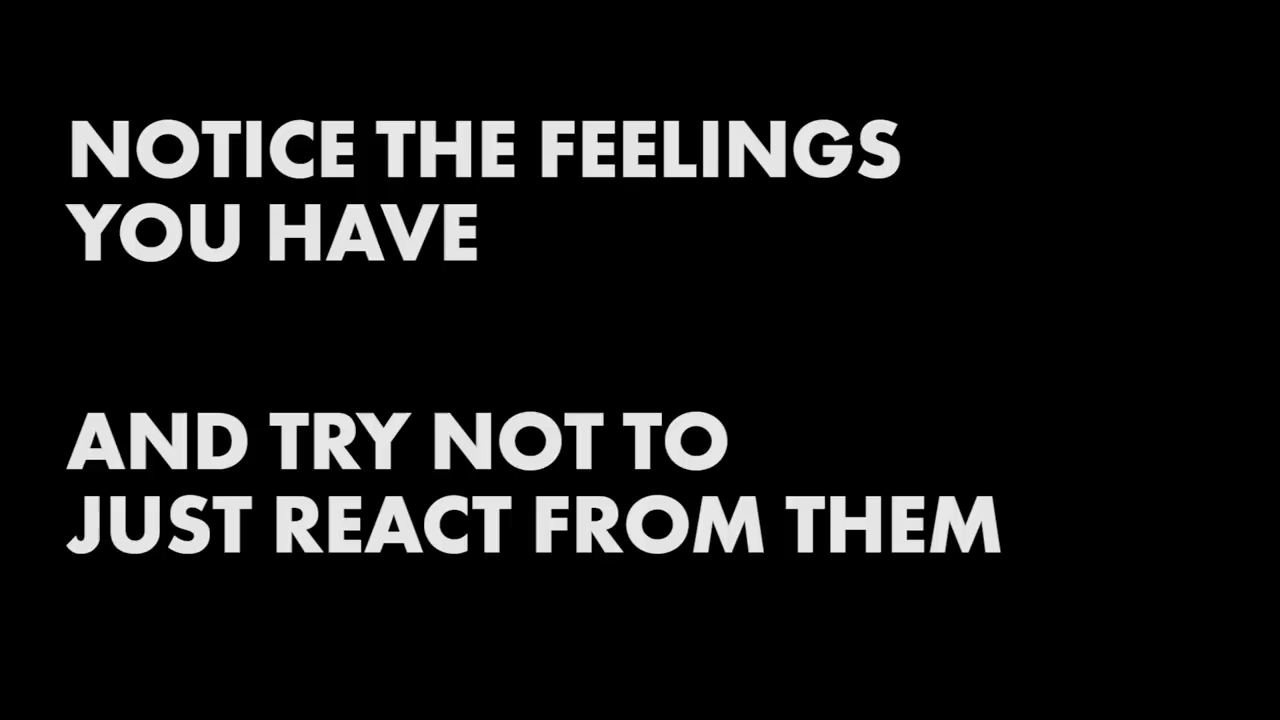 NOTICE THE FEELINGS
YOU HAVE
AND TRY NOT TO
JUST REACT FROM THEM